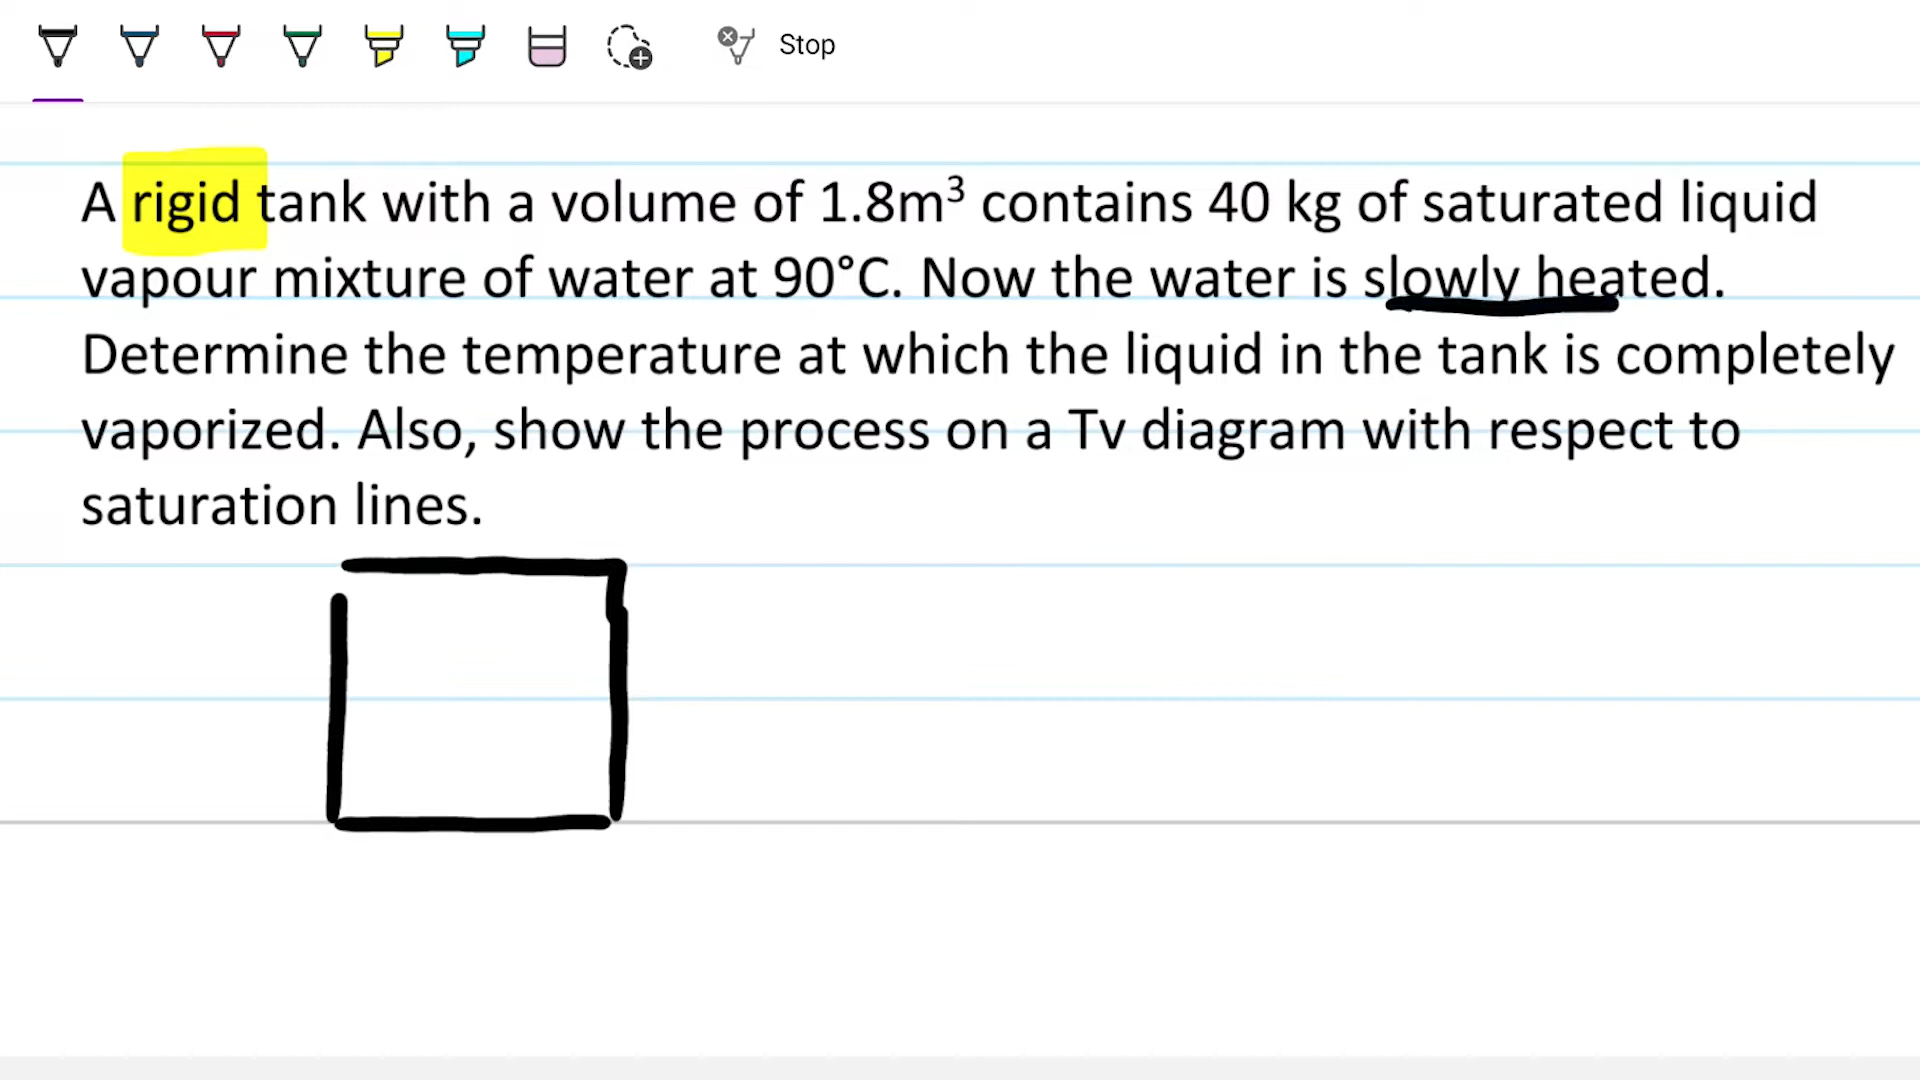 Stop
A rigid tank with a volume of 1.8m³ contains 40 kg of saturated liquid
vapour mixture of water at 90°C. Now the water is slowly heated.
Determine the temperature at which the liquid in the tank is completely
vaporized. Also, show the process on a Tv diagram with respect to
saturation lines.